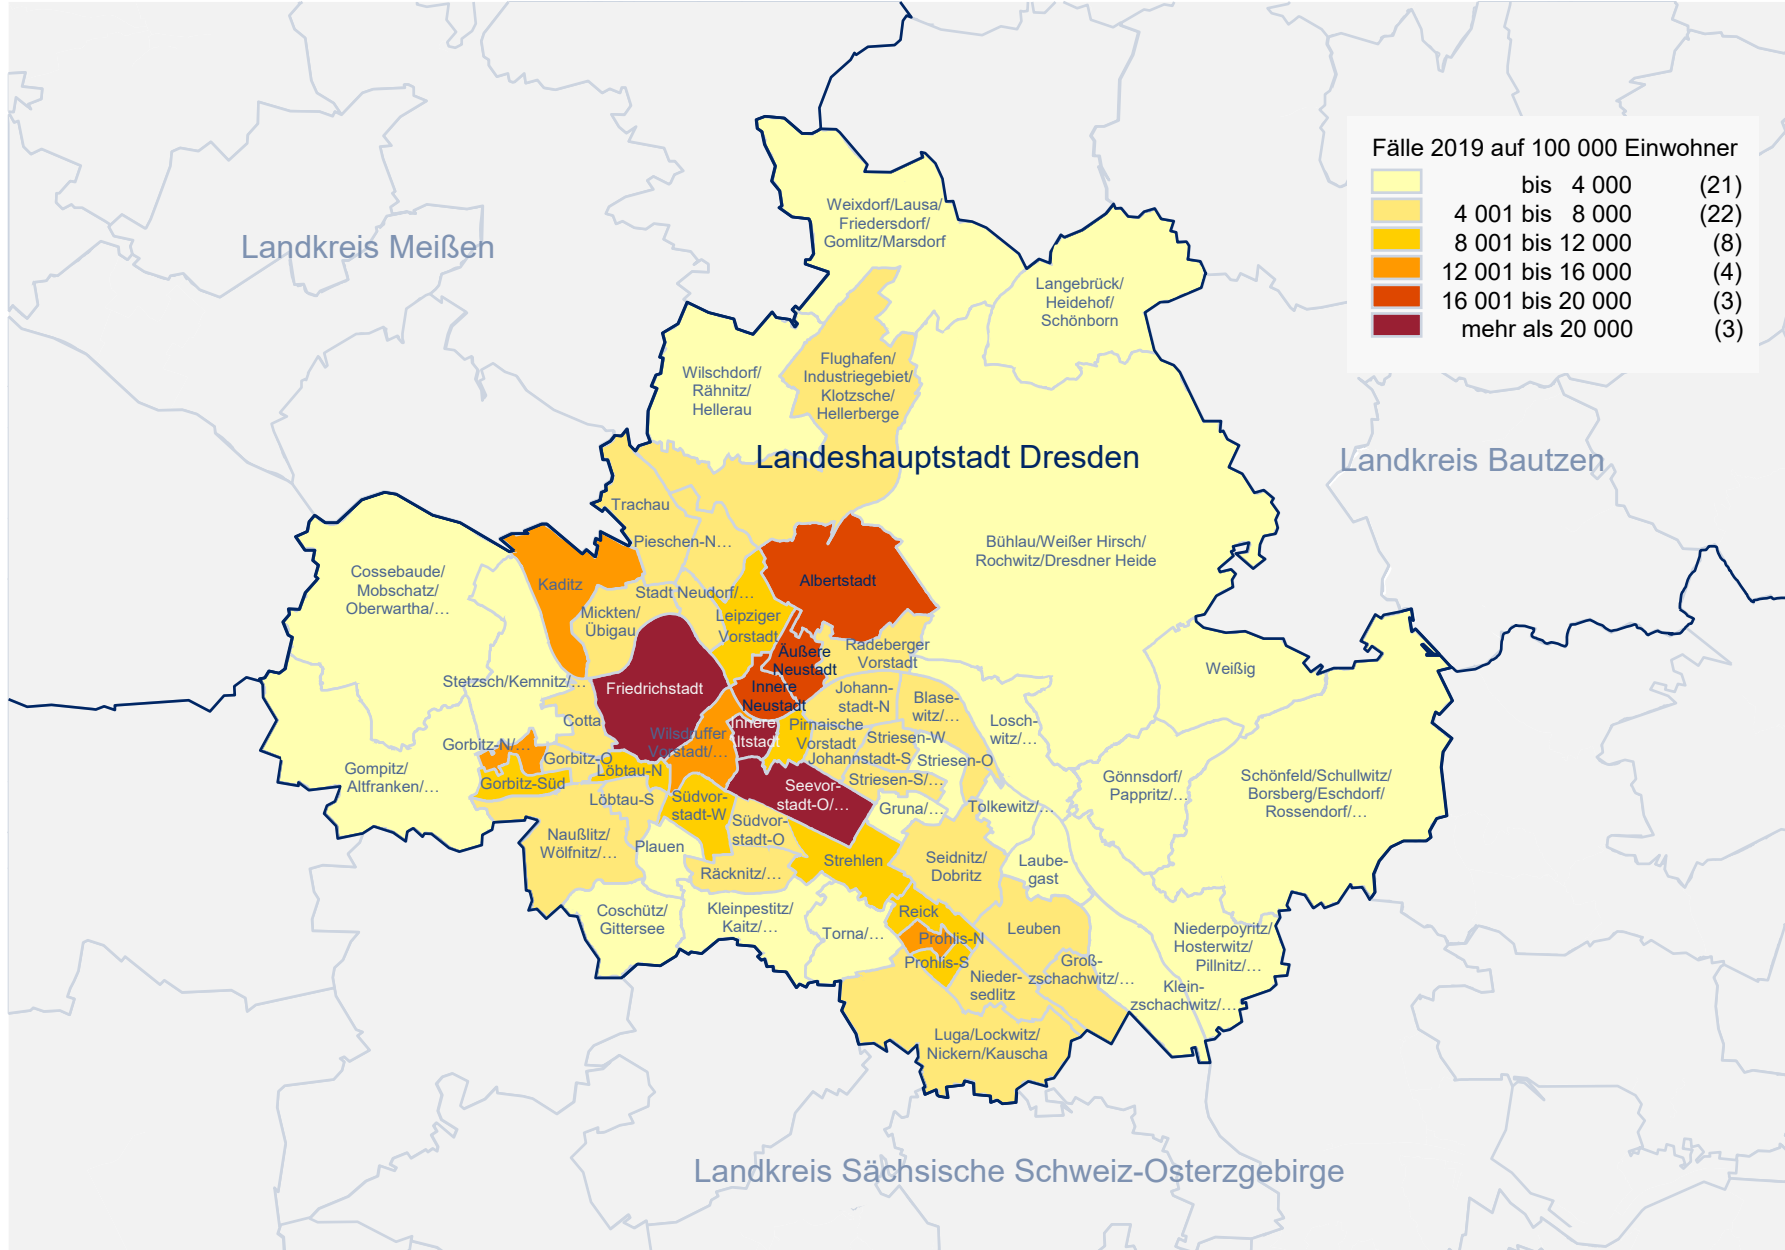 Fälle 2019 auf 100 000 Einwohner
bis 4 000 (21)
4 001 bis 8 000 (22)
8 001 bis 12 000 (8)
12 001 bis 16 000 (4)
16 001 bis 20 000 (3)
mehr als 20 000 (3)
Landkreis Meißen
Landeshauptstadt Dresden
Landkreis Bautzen
Landkreis Sächsische Schweiz-Osterzgebirge
Weixdorf/Lausa/
Friedersdorf/
Gomlitz/Marsdorf
Langebrück/
Heidehof/
Schönborn
Wilschdorf/
Rähnitz/
Hellerau
Flughafen/
Industriegebiet/
Klotzsche/
Hellerberge
Trachau
Pieschen-N…
Bühlau/Weißer Hirsch/
Rochwitz/Dresdner Heide
Cossebaude/
Mobschatz/
Oberwartha/…
Kaditz
Albertstadt
Mickten/
Übigau
Stadt Neudorf/…
Leipziger
Vorstadt
Äußere
Neustadt
Radeberger
Vorstadt
Weißig
Stetzsch/Kemnitz/…
Friedrichstadt
Innere
Neustadt
Johann-
stadt-N
Blase-
witz/…
Losch-
witz/…
Cotta
Wilsdruffer
Vorstadt/…
Innere
Altstadt
Pirnaische
Vorstadt
Striesen-W
Johannstadt-S
Striesen-O
Gorbitz-N/…
Gorbitz-O
Löbtau-N
Gompitz/
Altfranken/…
Gorbitz-Süd
Löbtau-S
Südvor-
stadt-W
Seevor-
stadt-O/…
Striesen-S/…
Gruna/…
Tolkewitz/…
Gönnsdorf/
Pappritz/…
Schönfeld/Schullwitz/
Borsberg/Eschdorf/
Rossendorf/…
Naußlitz/
Wölfnitz/…
Plauen
Südvor-
stadt-O
Räcknitz/…
Strehlen
Seidnitz/
Dobritz
Laube-
gast
Coschütz/
Gittersee
Kleinpestitz/
Kaitz/…
Torna/…
Reick
Prohlis-N
Prohlis-S
Leuben
Niederpoyritz/
Hosterwitz/
Pillnitz/…
Nieder-
sedlitz
Groß-
zschachwitz/…
Klein-
zschachwitz/…
Luga/Lockwitz/
Nickern/Kauscha